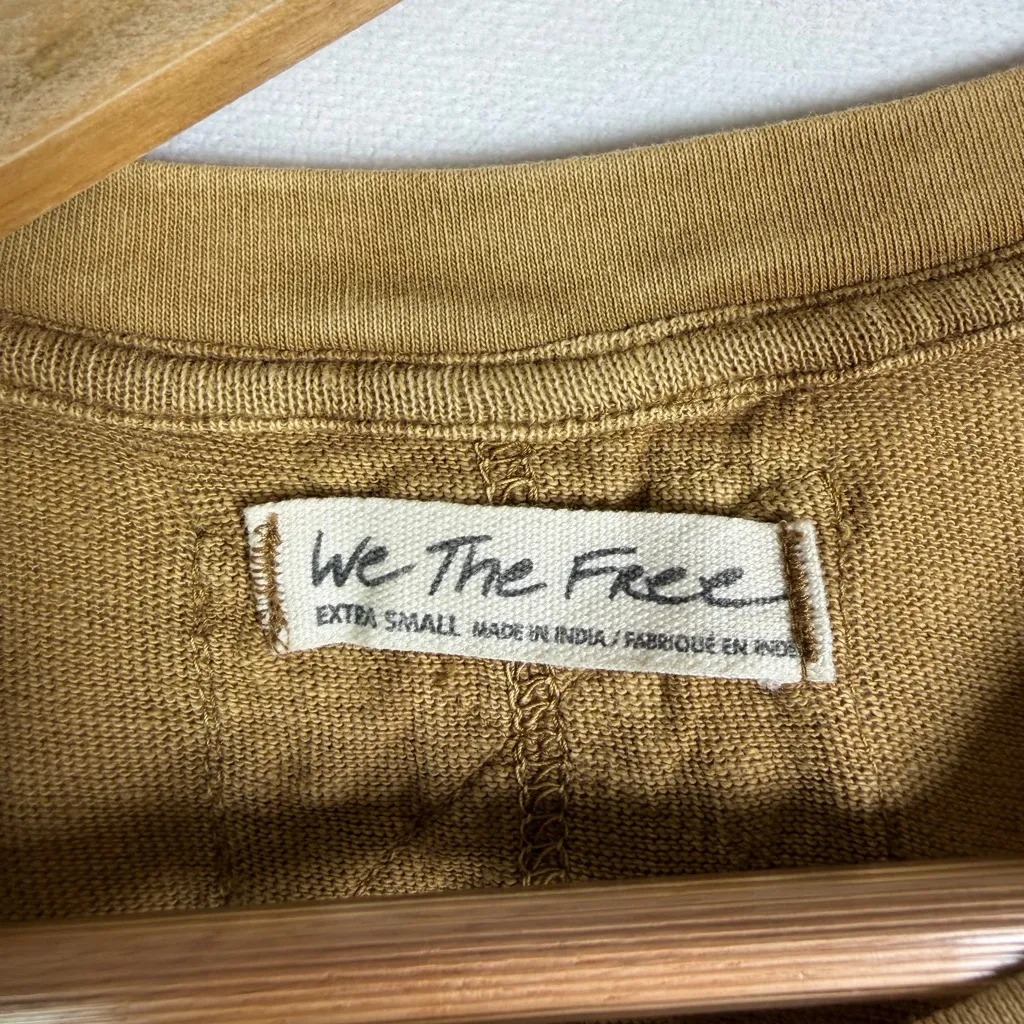 We The Free
EXTRA SMALL MADE IN INDIA / FABRIQUÉ EN INDE